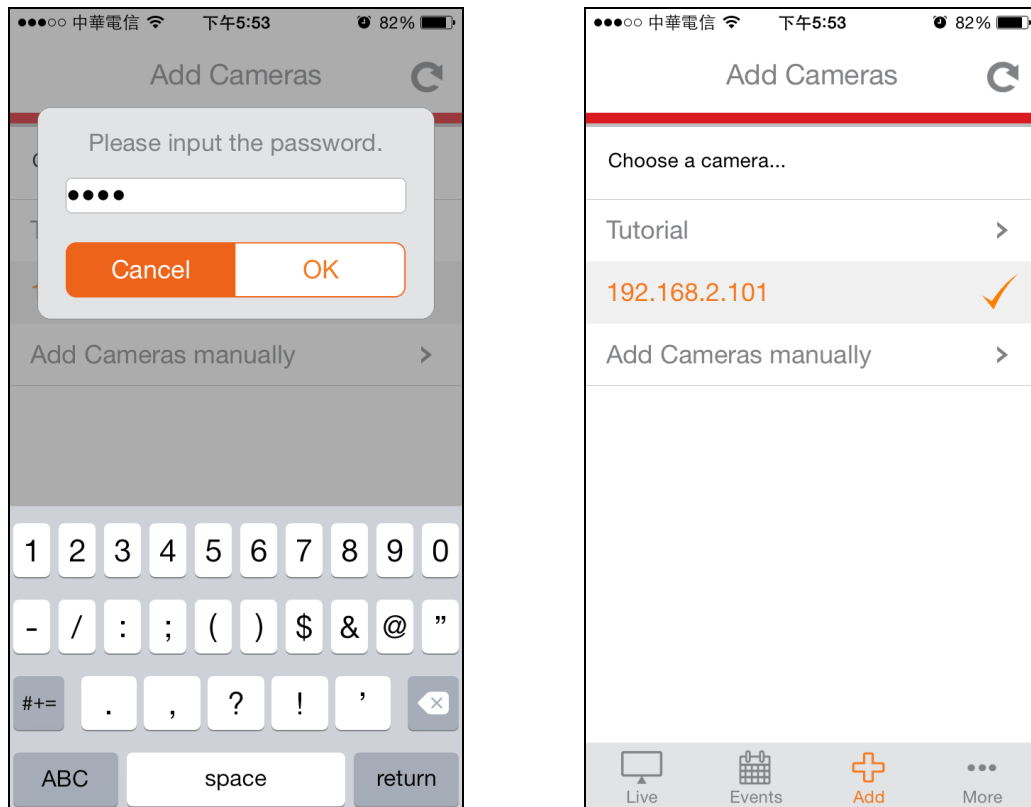 中華電信 下午5:53 82%
Add Cameras
Please input the password.
Cancel OK
Add Cameras manually
1 2 3 4 5 6 7 8 9 0
- / : ; ( ) $ & @ ”
#+= . , ? ! ’
ABC space return
中華電信 下午5:53 82%
Add Cameras
Choose a camera...
Tutorial
192.168.2.101
Add Cameras manually
Live Events Add More